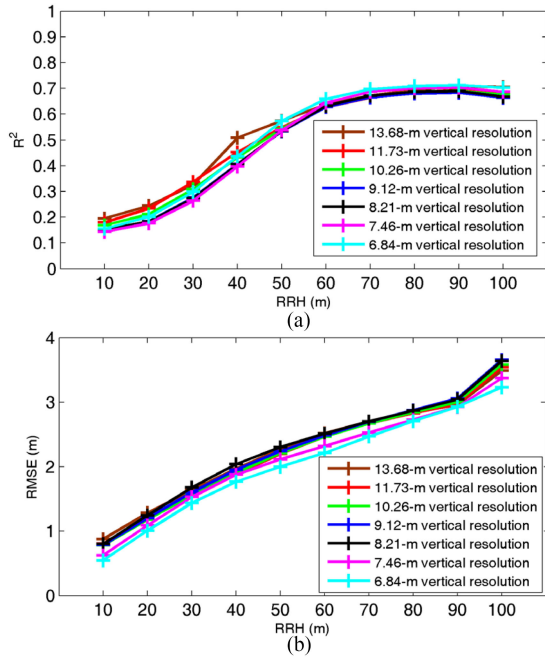 1
0.9
0.8
0.7
0.6
0.5
0.4
0.3
0.2
0.1
0
R²
10 20 30 40 50 60 70 80 90 100
RRH (m)
13.68-m vertical resolution
11.73-m vertical resolution
10.26-m vertical resolution
9.12-m vertical resolution
8.21-m vertical resolution
7.46-m vertical resolution
6.84-m vertical resolution
(a)
4
3
2
1
0
RMSE (m)
10 20 30 40 50 60 70 80 90 100
RRH (m)
13.68-m vertical resolution
11.73-m vertical resolution
10.26-m vertical resolution
9.12-m vertical resolution
8.21-m vertical resolution
7.46-m vertical resolution
6.84-m vertical resolution
(b)